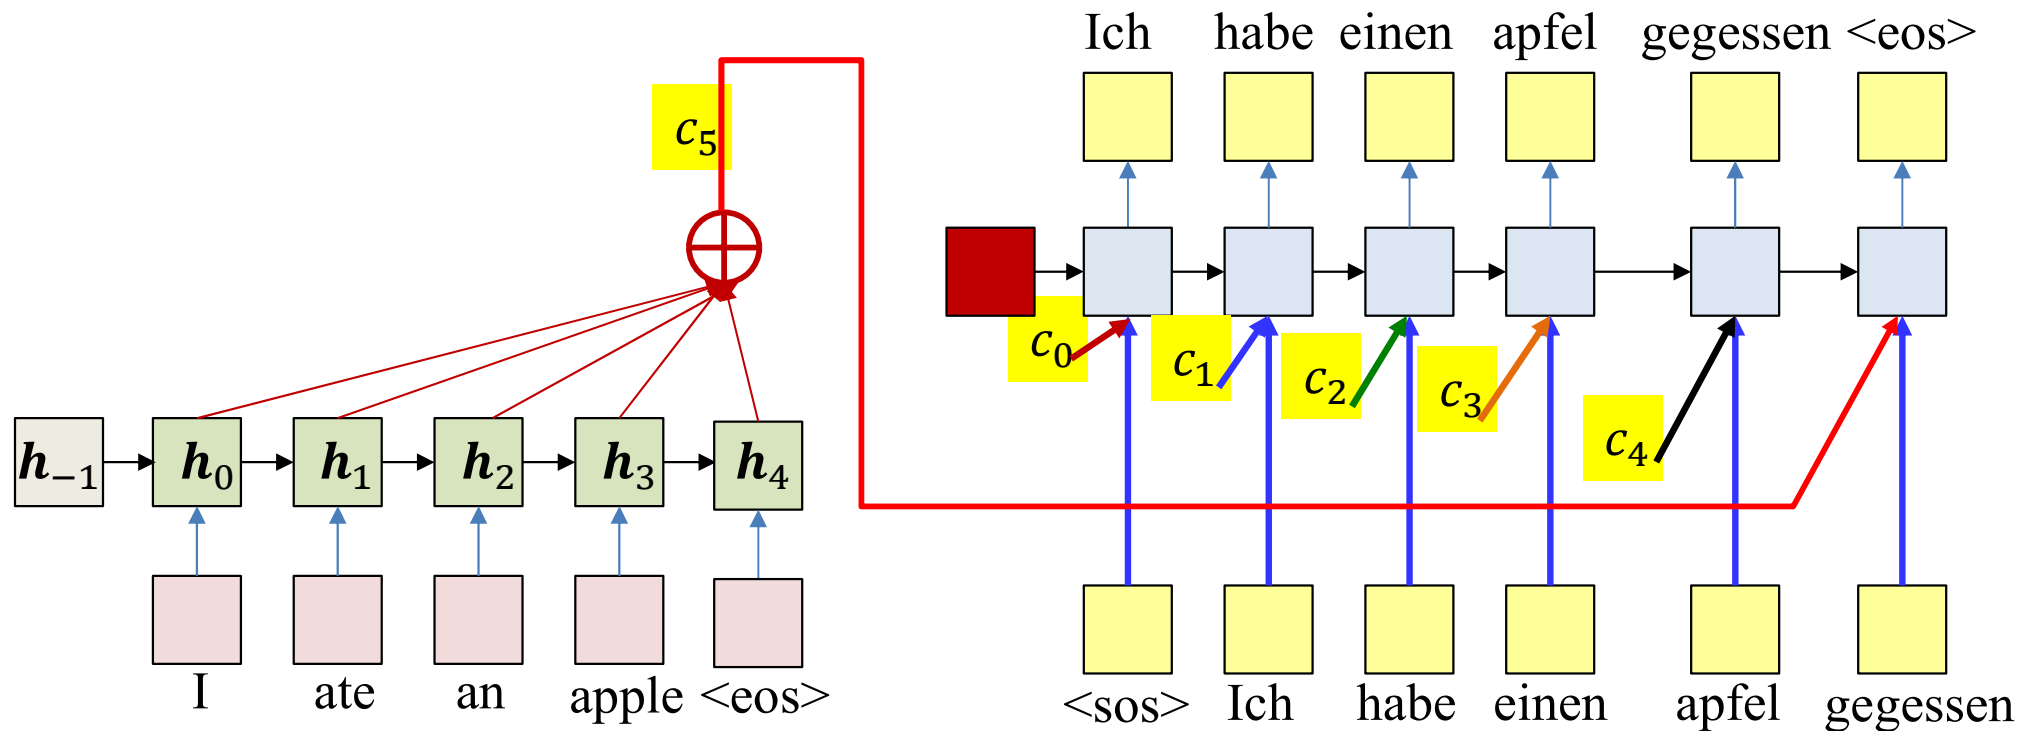 Ich habe einen apfel gegessen <eos>
c5
c0
c1
c2
c3
c4
h−1 h0 h1 h2 h3 h4
I ate an apple <eos>
<sos> Ich habe einen apfel gegessen